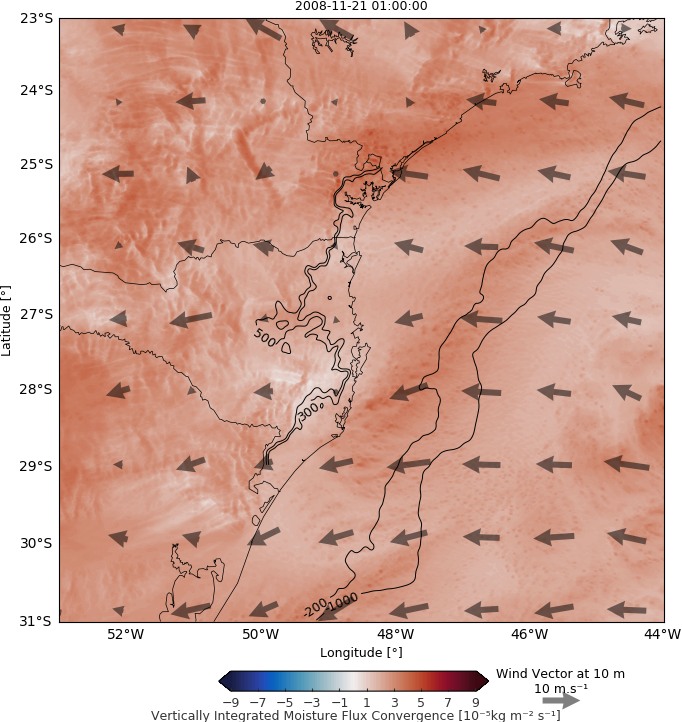 2008-11-21 01:00:00
23°S
24°S
25°S
26°S
27°S
28°S
29°S
30°S
31°S
Latitude [°]
500
300
-200
-1000
52°W 50°W 48°W 46°W 44°W
Longitude [°]
Wind Vector at 10 m
10 m.s⁻¹
−9 −7 −5 −3 −1 1 3 5 7 9
Vertically Integrated Moisture Flux Convergence [10⁻⁵kg m⁻² s⁻¹]